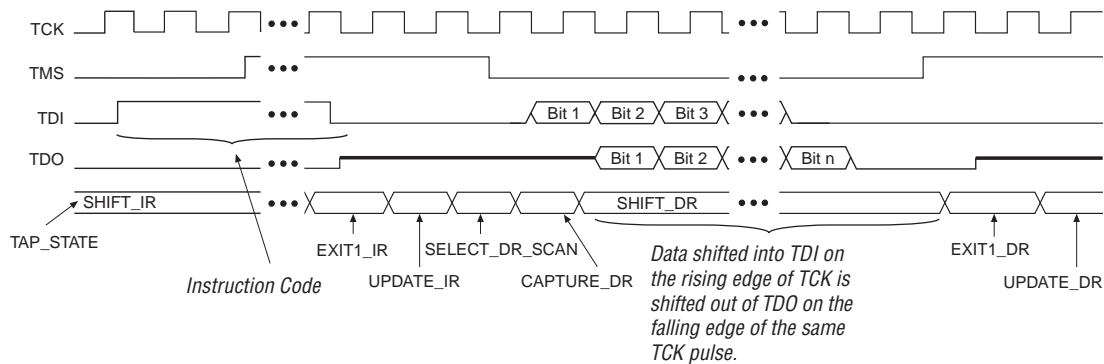 TCK
TMS
TDI
Bit 1 Bit 2 Bit 3
TDO
Bit 1 Bit 2 Bit n
SHIFT_IR SHIFT_DR
TAP_STATE
EXIT1_IR SELECT_DR_SCAN EXIT1_DR
UPDATE_IR CAPTURE_DR UPDATE_DR
Instruction Code
Data shifted into TDI on
the rising edge of TCK is
shifted out of TDO on the
falling edge of the same
TCK pulse.